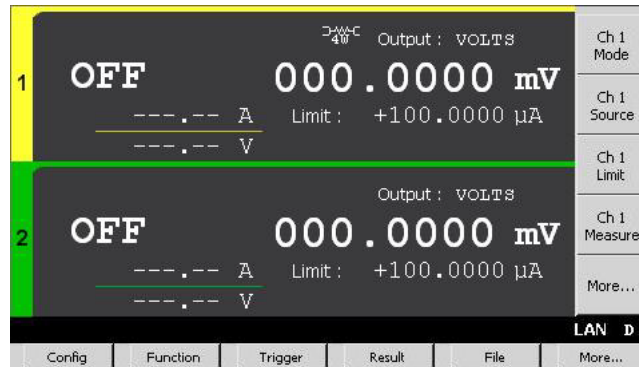 4W Output : VOLTS
1 OFF 000.0000 mV
---.-- A Limit : +100.0000 µA
---.-- V
Output : VOLTS
2 OFF 000.0000 mV
---.-- A Limit : +100.0000 µA
---.-- V
Ch 1
Mode
Ch 1
Source
Ch 1
Limit
Ch 1
Measure
More...
LAN D
Config Function Trigger Result File More...